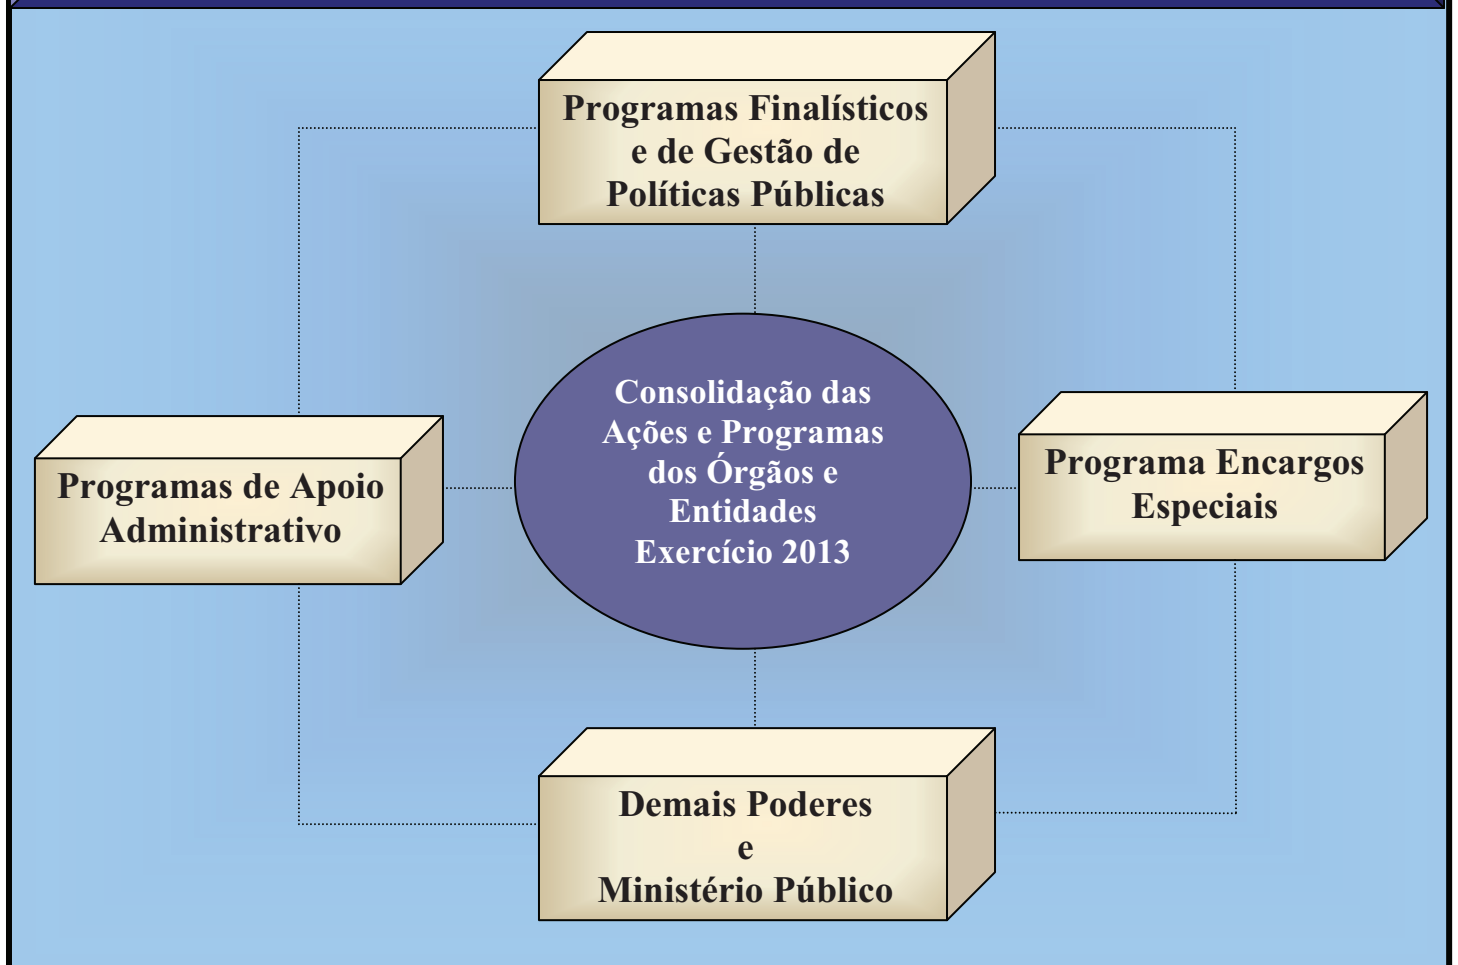 Programas Finalísticos
e de Gestão de
Políticas Públicas
Consolidação das
Ações e Programas
dos Órgãos e
Entidades
Exercício 2013
Programas de Apoio
Administrativo
Programa Encargos
Especiais
Demais Poderes
e
Ministério Público